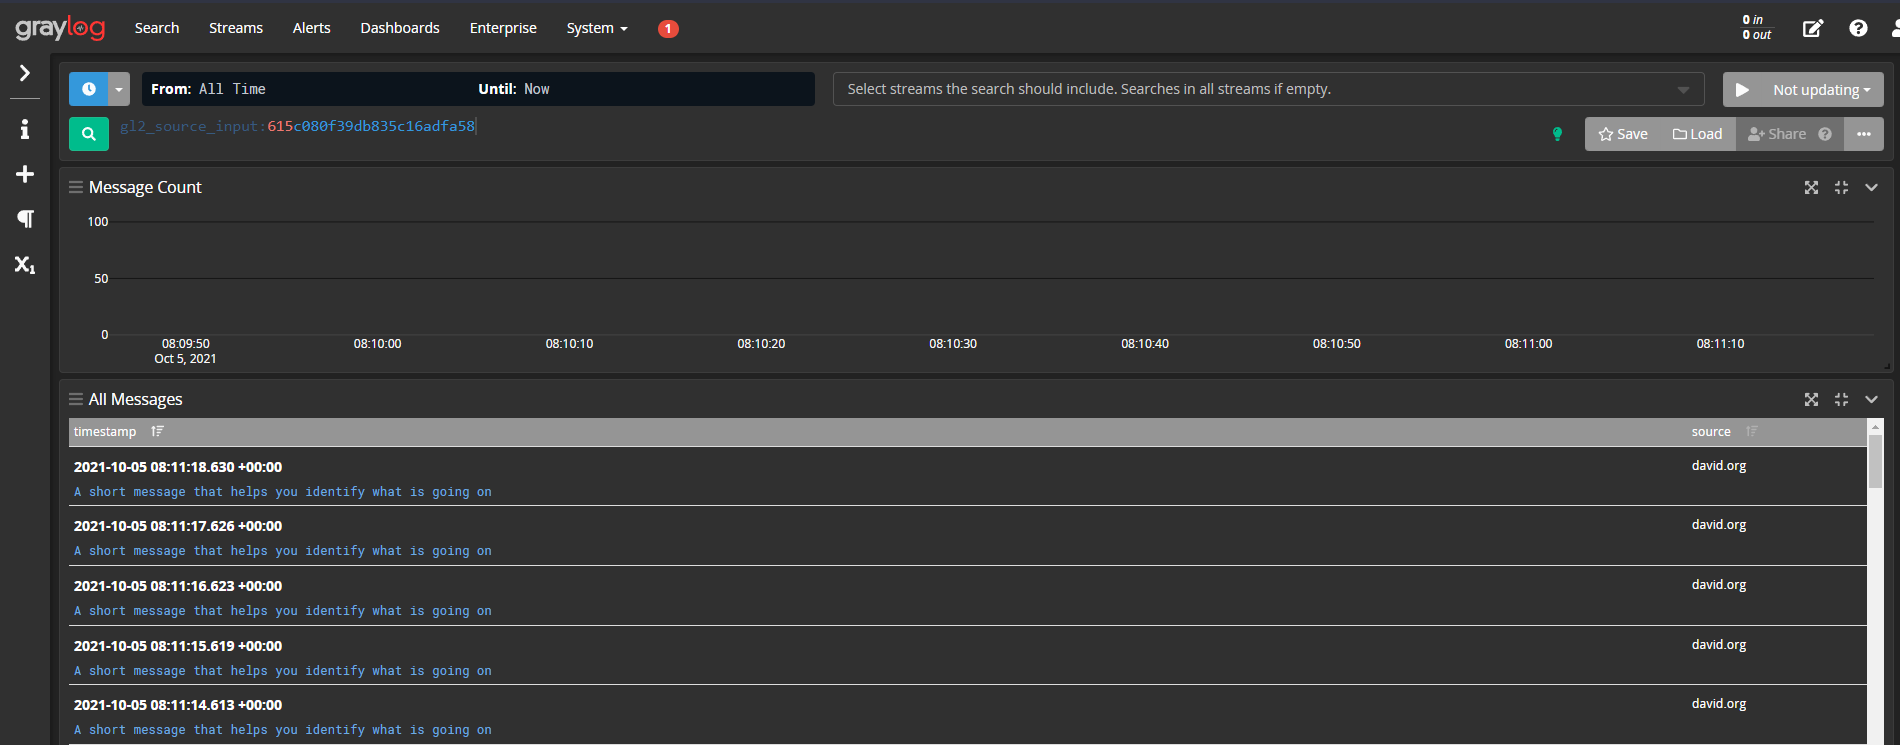 graylog Search Streams Alerts Dashboards Enterprise System 1 0 in
0 out
From: All Time Until: Now Select streams the search should include. Searches in all streams if empty. Not updating
gl2_source_input:615c080f39db835c16adfa58 Save Load Share
Message Count
100
50
0
08:09:50 08:10:00 08:10:10 08:10:20 08:10:30 08:10:40 08:10:50 08:11:00 08:11:10
Oct 5, 2021
All Messages
timestamp source
2021-10-05 08:11:18.630 +00:00 david.org
A short message that helps you identify what is going on
2021-10-05 08:11:17.626 +00:00 david.org
A short message that helps you identify what is going on
2021-10-05 08:11:16.623 +00:00 david.org
A short message that helps you identify what is going on
2021-10-05 08:11:15.619 +00:00 david.org
A short message that helps you identify what is going on
2021-10-05 08:11:14.613 +00:00 david.org
A short message that helps you identify what is going on